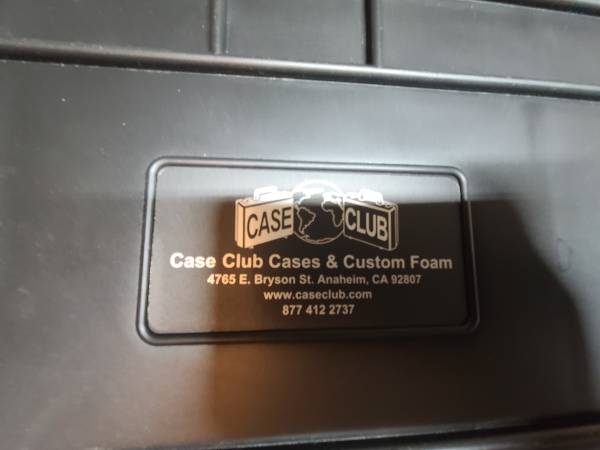 CASE CLUB
Case Club Cases & Custom Foam
4765 E. Bryson St. Anaheim, CA 92807
www.caseclub.com
877 412 2737